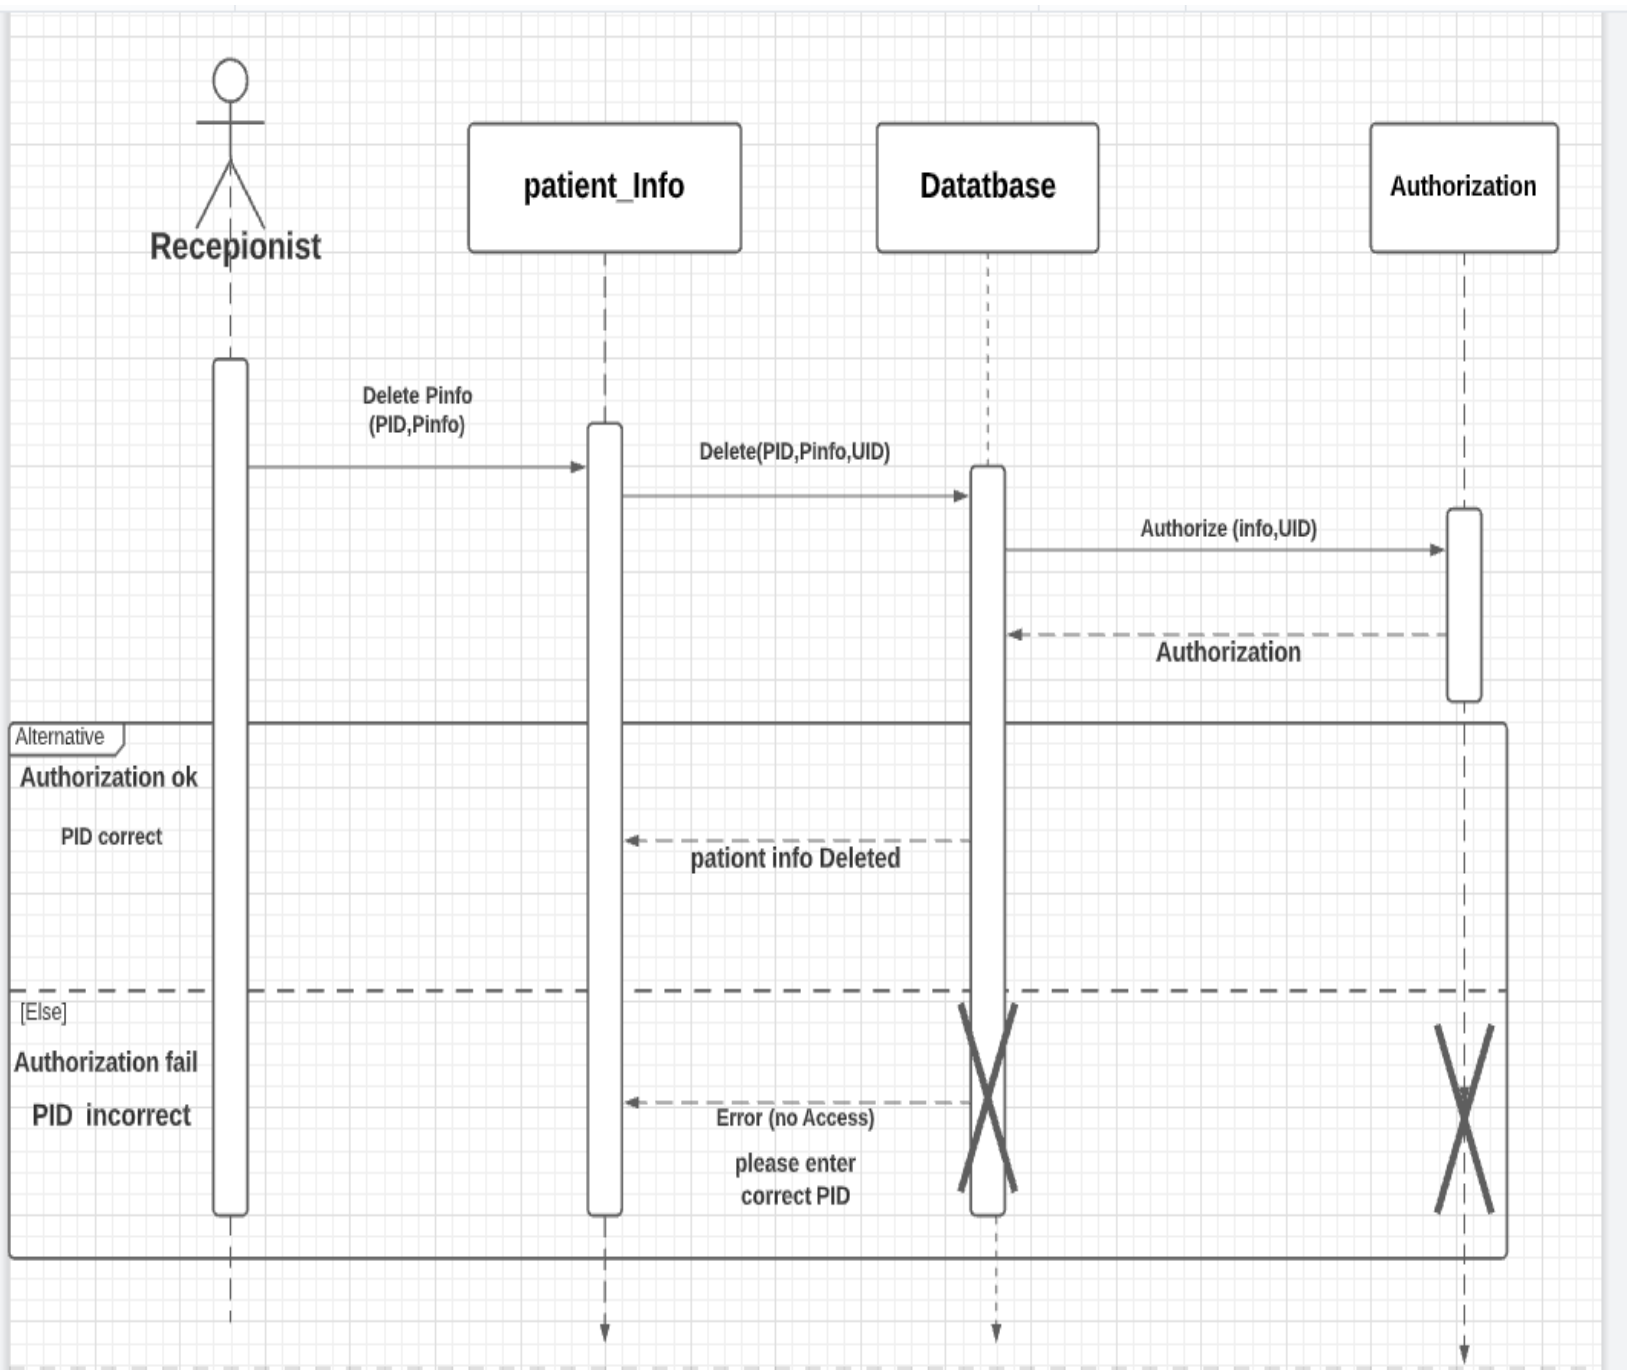 Recepionist
patient_Info
Datatbase
Authorization
Delete Pinfo
(PID,Pinfo)
Delete(PID,Pinfo,UID)
Authorize (info,UID)
Authorization
Alternative
Authorization ok
PID correct
pationt info Deleted
[Else]
Authorization fail
PID incorrect
Error (no Access)
please enter
correct PID